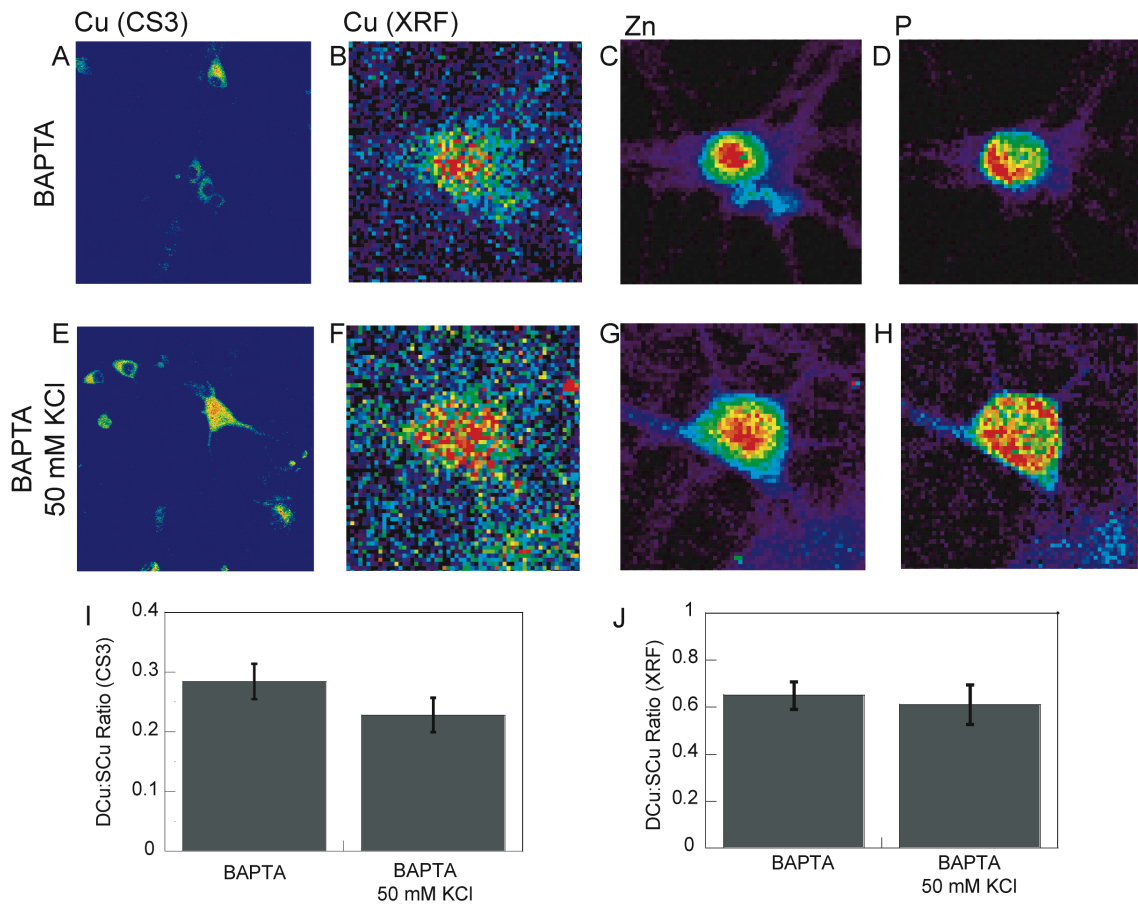 Cu (CS3)
Cu (XRF)
Zn
P
A
B
C
D
BAPTA
E
F
G
H
BAPTA
50 mM KCl
I
DCu:SCu Ratio (CS3)
0.4
0.3
0.2
0.1
0
BAPTA
BAPTA
50 mM KCl
J
DCu:SCu Ratio (XRF)
1
0.8
0.6
0.4
0.2
0
BAPTA
BAPTA
50 mM KCl